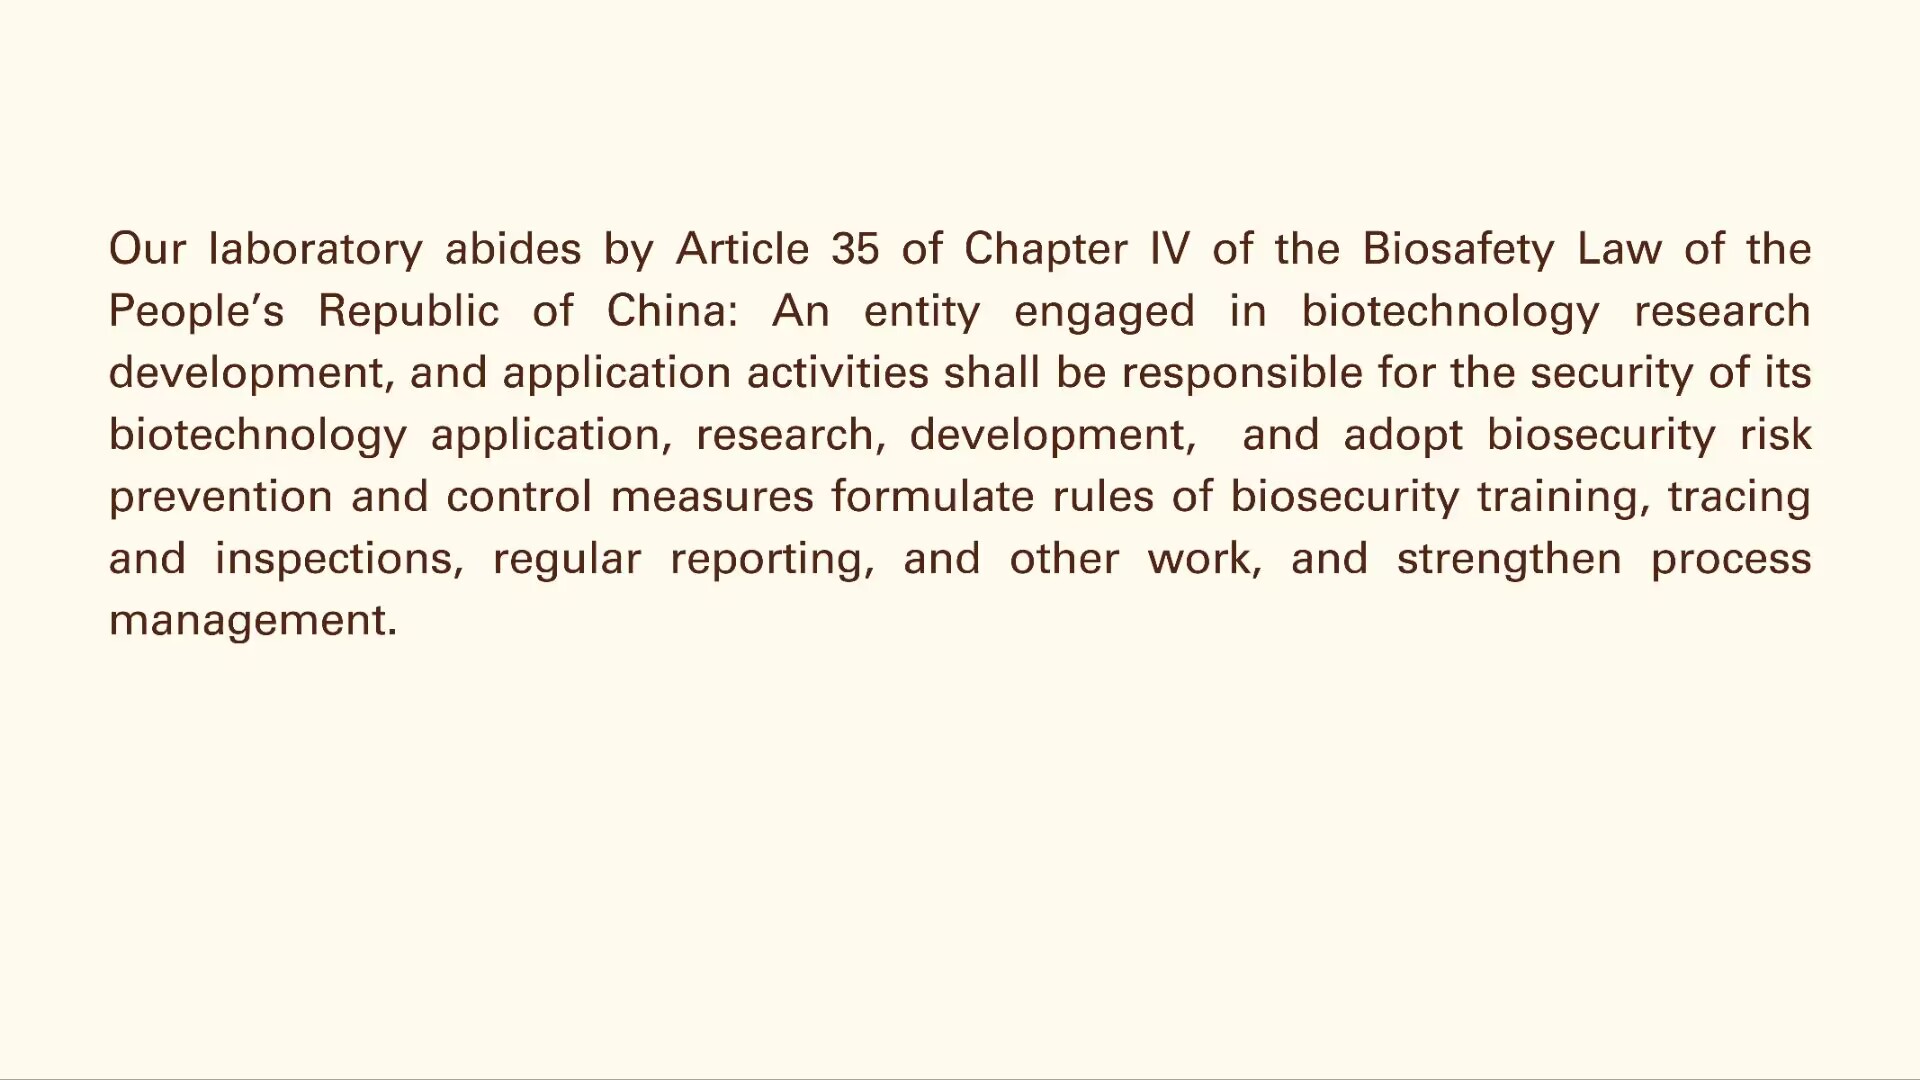 Our laboratory abides by Article 35 of Chapter IV of the Biosafety Law of the
People’s Republic of China: An entity engaged in biotechnology research
development, and application activities shall be responsible for the security of its
biotechnology application, research, development, and adopt biosecurity risk
prevention and control measures formulate rules of biosecurity training, tracing
and inspections, regular reporting, and other work, and strengthen process
management.